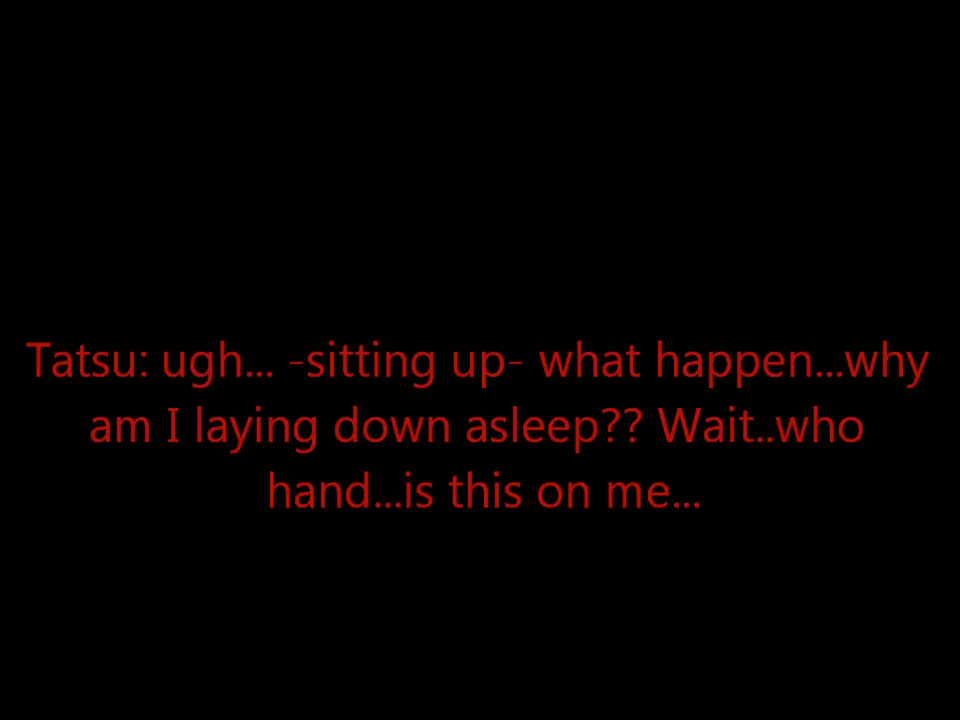 Tatsu: ugh... -sitting up- what happen...why
am I laying down asleep?? Wait..who
hand...is this on me...